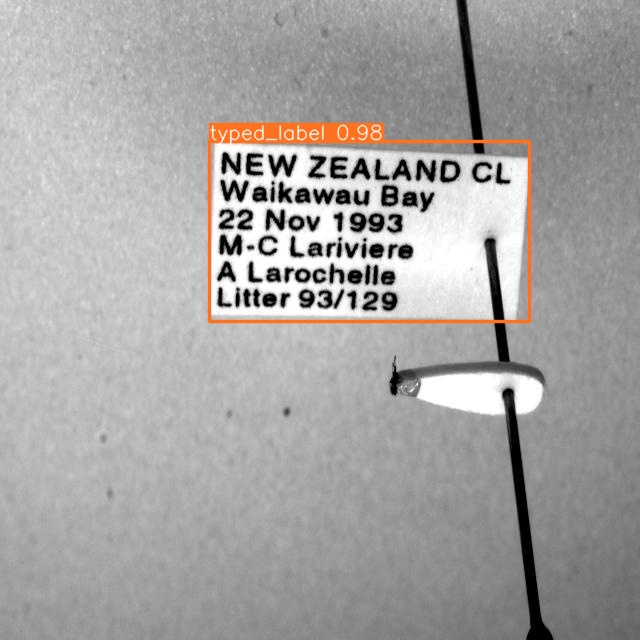 typed_label 0.98
NEW ZEALAND CL
Waikawau Bay
22 Nov 1993
M-C Lariviere
A Larochelle
Litter 93/129